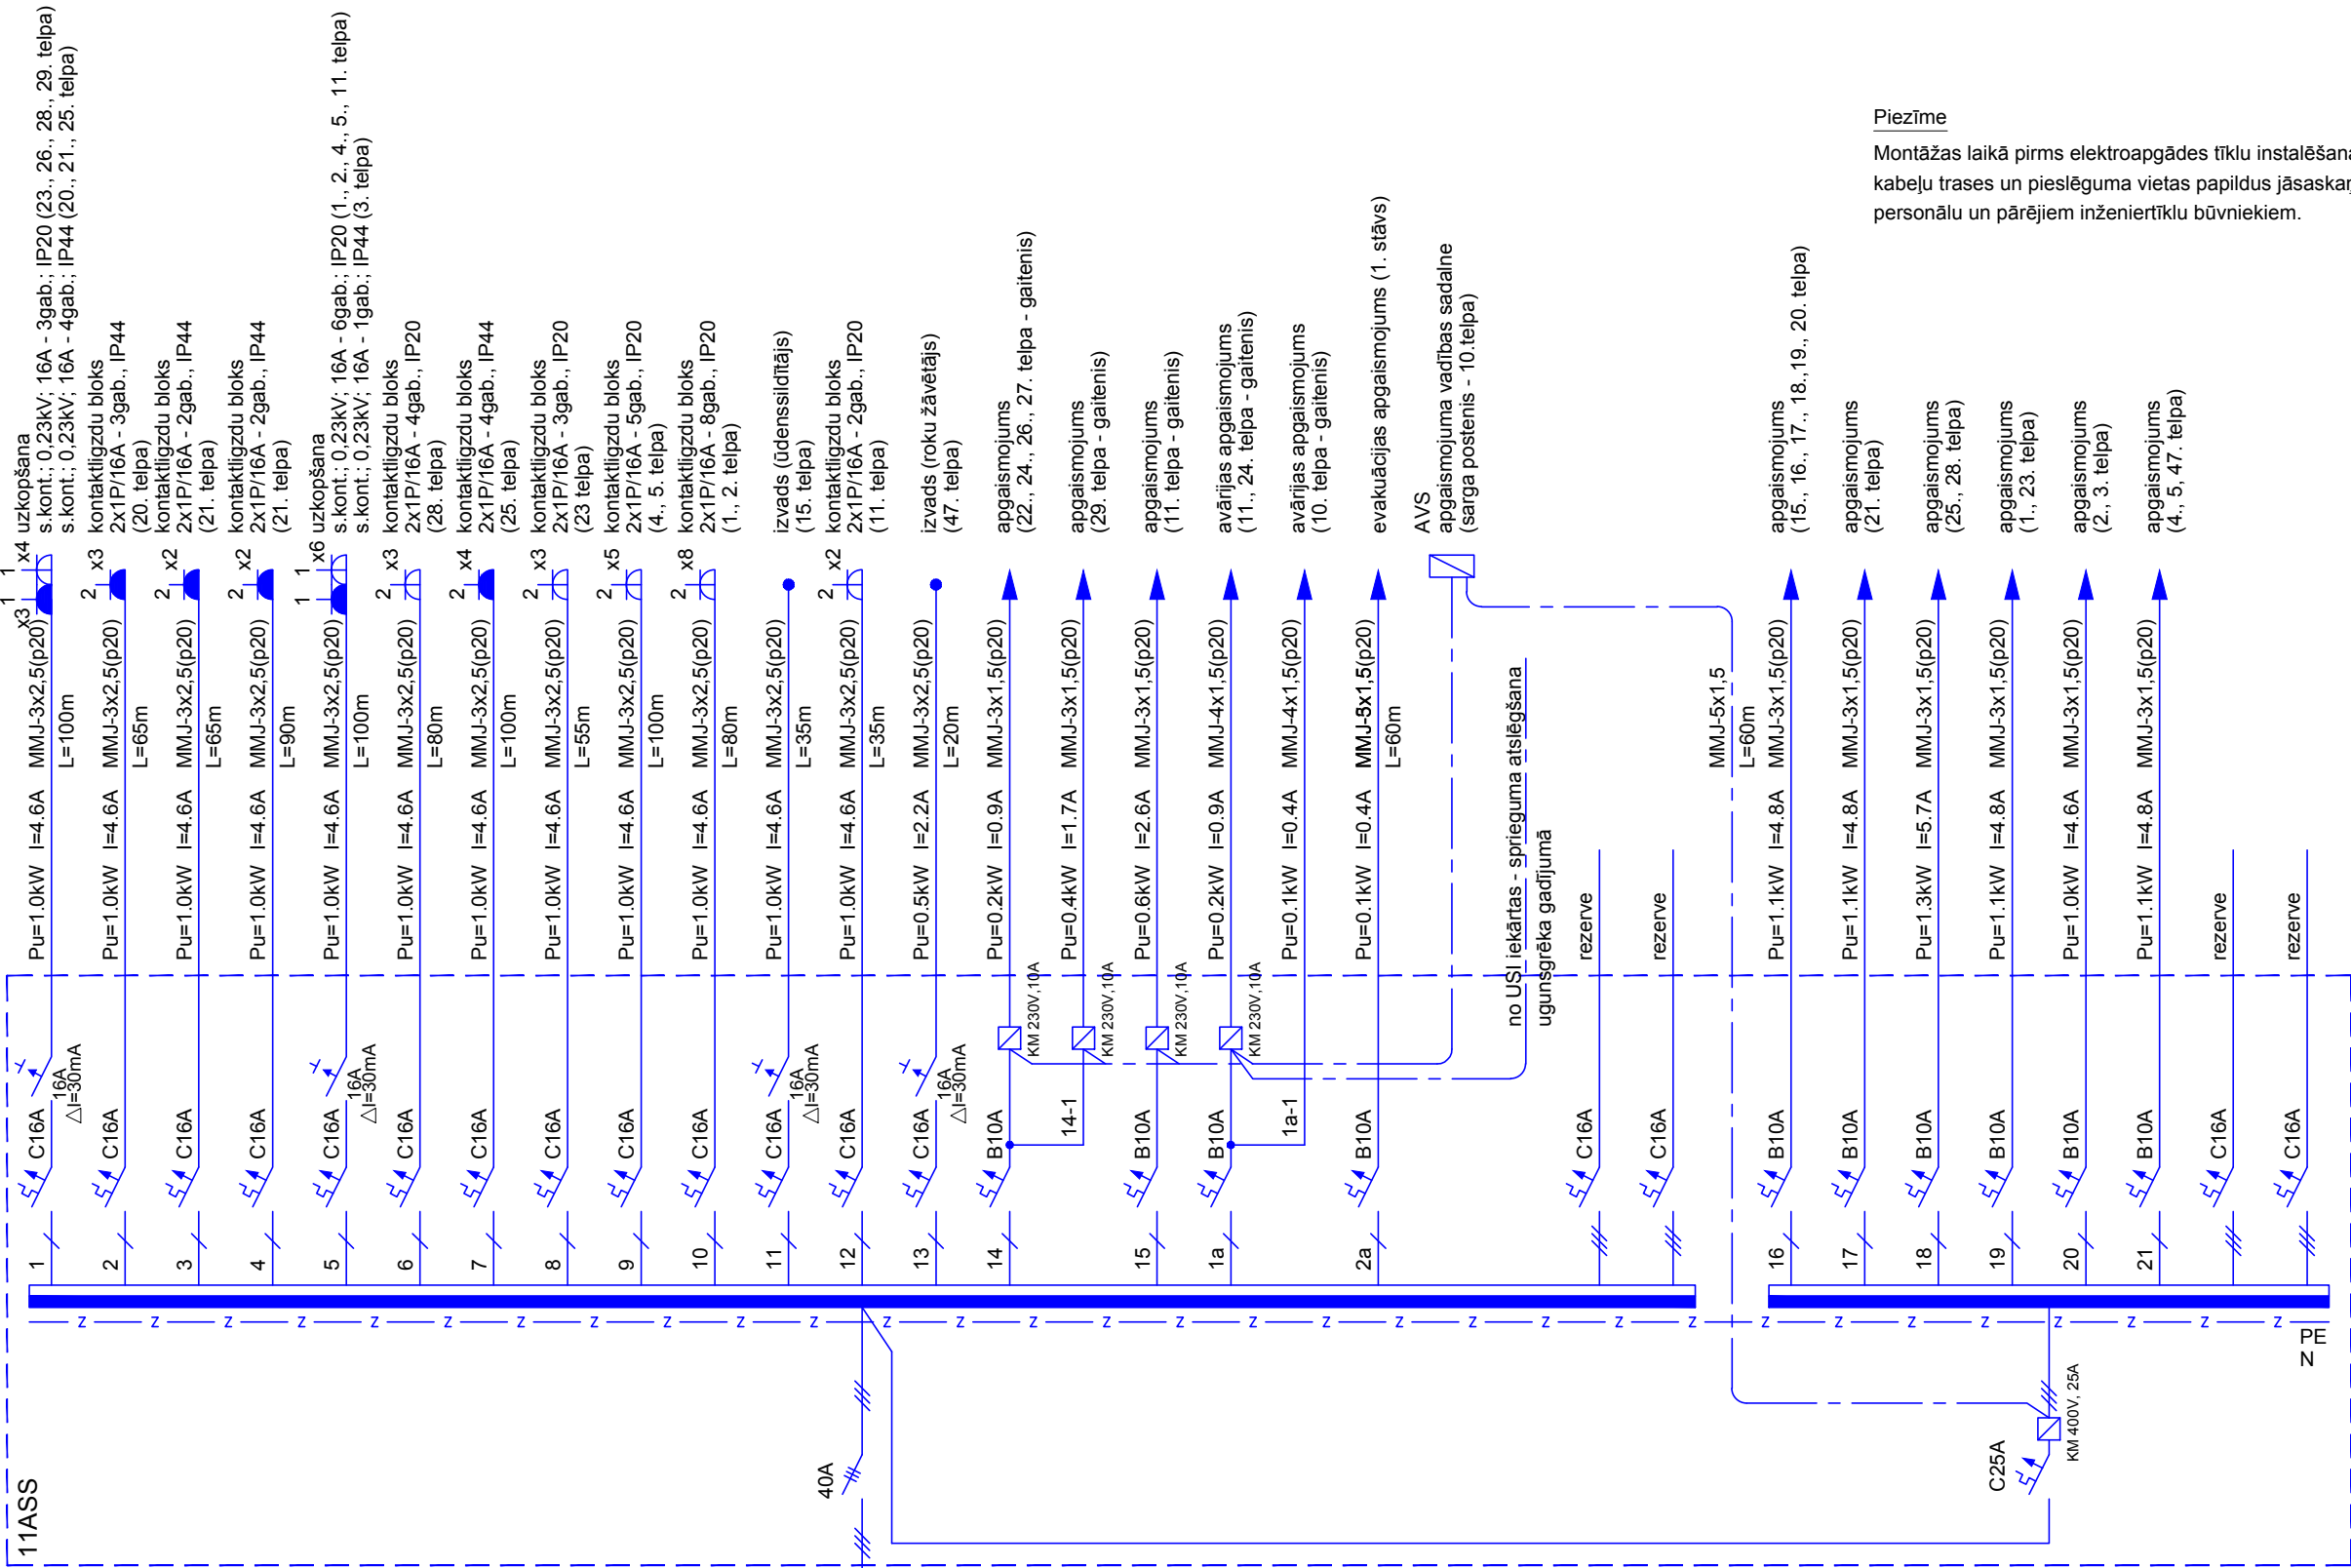 Piezīme
Montāžas laikā pirms elektroapgādes tīklu instalēšana
kabeļu trases un pieslēguma vietas papildus jāsaskaņ
personālu un pārējiem inženiertīklu būvniekiem.
11ASS
1
C16A
16A
△I=30mA
Pu=1.0kW I=4.6A MMJ-3x2,5(p20)
L=100m
x3
1
1
x4
uzkopšana
s.kont.; 0,23kV; 16A - 3gab.; IP20 (23., 26., 28., 29. telpa)
s.kont.; 0,23kV; 16A - 4gab.; IP44 (20., 21., 25. telpa)
2
C16A
Pu=1.0kW I=4.6A MMJ-3x2,5(p20)
L=65m
2
x3
kontaktligzdu bloks
2x1P/16A - 3gab., IP44
(20. telpa)
3
C16A
Pu=1.0kW I=4.6A MMJ-3x2,5(p20)
L=65m
2
x2
kontaktligzdu bloks
2x1P/16A - 2gab., IP44
(21. telpa)
4
C16A
Pu=1.0kW I=4.6A MMJ-3x2,5(p20)
L=90m
2
x2
kontaktligzdu bloks
2x1P/16A - 2gab., IP44
(21. telpa)
5
C16A
16A
△I=30mA
Pu=1.0kW I=4.6A MMJ-3x2,5(p20)
L=100m
1
1
x6
uzkopšana
s.kont.; 0,23kV; 16A - 6gab.; IP20 (1., 2., 4., 5., 11. telpa)
s.kont.; 0,23kV; 16A - 1gab.; IP44 (3. telpa)
6
C16A
Pu=1.0kW I=4.6A MMJ-3x2,5(p20)
L=80m
2
x3
kontaktligzdu bloks
2x1P/16A - 4gab., IP20
(28. telpa)
7
C16A
Pu=1.0kW I=4.6A MMJ-3x2,5(p20)
L=100m
2
x4
kontaktligzdu bloks
2x1P/16A - 4gab., IP44
(25. telpa)
8
C16A
Pu=1.0kW I=4.6A MMJ-3x2,5(p20)
L=55m
2
x3
kontaktligzdu bloks
2x1P/16A - 3gab., IP20
(23 telpa)
9
C16A
Pu=1.0kW I=4.6A MMJ-3x2,5(p20)
L=100m
2
x5
kontaktligzdu bloks
2x1P/16A - 5gab., IP20
(4., 5. telpa)
10
C16A
Pu=1.0kW I=4.6A MMJ-3x2,5(p20)
L=80m
2
x8
kontaktligzdu bloks
2x1P/16A - 8gab., IP20
(1., 2. telpa)
11
C16A
16A
△I=30mA
Pu=1.0kW I=4.6A MMJ-3x2,5(p20)
L=35m
izvads (ūdenssildītājs)
(15. telpa)
12
C16A
Pu=1.0kW I=4.6A MMJ-3x2,5(p20)
L=35m
2
x2
kontaktligzdu bloks
2x1P/16A - 2gab., IP20
(11. telpa)
13
C16A
16A
△I=30mA
Pu=0.5kW I=2.2A MMJ-3x2,5(p20)
L=20m
izvads (roku žāvētājs)
(47. telpa)
14
B10A
KM 230V,10A
Pu=0.2kW I=0.9A MMJ-3x1,5(p20)
apgaismojums
(22., 24., 26., 27. telpa - gaitenis)
14-1
KM 230V,10A
Pu=0.4kW I=1.7A MMJ-3x1,5(p20)
apgaismojums
(29. telpa - gaitenis)
15
B10A
KM 230V,10A
Pu=0.6kW I=2.6A MMJ-3x1,5(p20)
apgaismojums
(11. telpa - gaitenis)
1a
B10A
KM 230V,10A
Pu=0.2kW I=0.9A MMJ-4x1,5(p20)
avārijas apgaismojums
(11., 24. telpa - gaitenis)
1a-1
Pu=0.1kW I=0.4A MMJ-4x1,5(p20)
avārijas apgaismojums
(10. telpa - gaitenis)
2a
B10A
Pu=0.1kW I=0.4A MMJ-x1,5(p20)
L=60m
evakuācijas apgaismojums (1. stāvs)
AVS
apgaismojuma vadības sadalne
(sarga postenis - 10.telpa)
no USI iekārtas - sprieguma atslēgšana
ugunsgrēka gadījumā
C16A
rezerve
C16A
rezerve
MMJ-5x1,5
L=60m
16
B10A
Pu=1.1kW I=4.8A MMJ-3x1,5(p20)
apgaismojums
(15., 16., 17., 18.,19., 20. telpa)
17
B10A
Pu=1.1kW I=4.8A MMJ-3x1,5(p20)
apgaismojums
(21. telpa)
18
B10A
Pu=1.3kW I=5.7A MMJ-3x1,5(p20)
apgaismojums
(25., 28. telpa)
19
B10A
Pu=1.1kW I=4.8A MMJ-3x1,5(p20)
apgaismojums
(1., 23. telpa)
20
B10A
Pu=1.0kW I=4.6A MMJ-3x1,5(p20)
apgaismojums
(2., 3. telpa)
21
B10A
Pu=1.1kW I=4.8A MMJ-3x1,5(p20)
apgaismojums
(4., 5, 47. telpa)
C16A
rezerve
C16A
rezerve
z z z z z z z z z z z z z z z z z z z z z z z z z z z z z z z
PE
N
40A
C25A
KM 400V, 25A